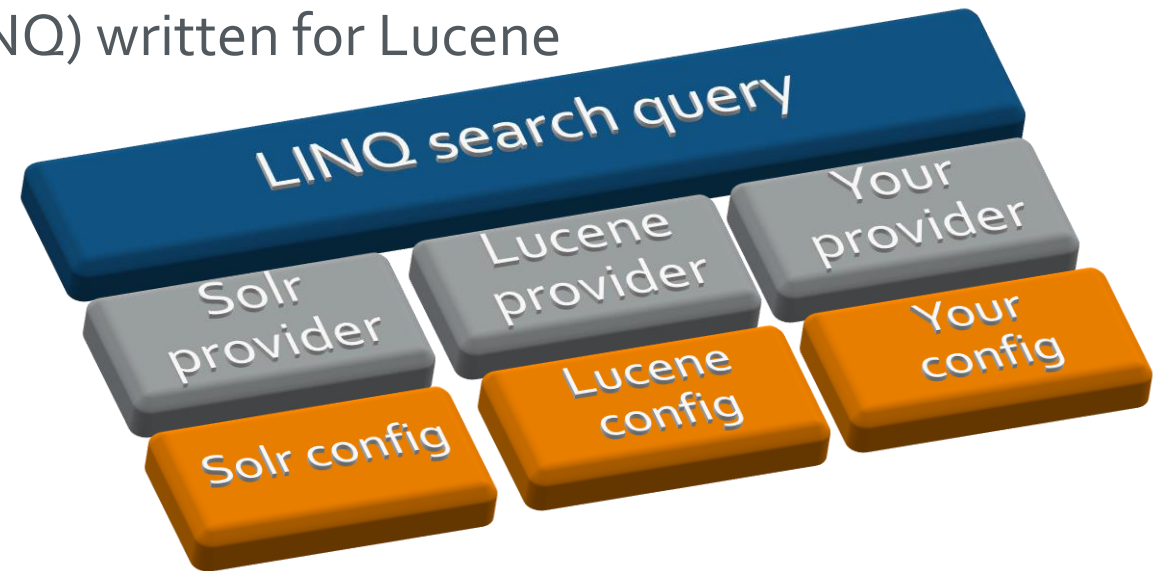 NQ) written for Lucene
LINQ search query
Solr
provider
Lucene
provider
Your
provider
Solr config
Lucene
config
Your
config